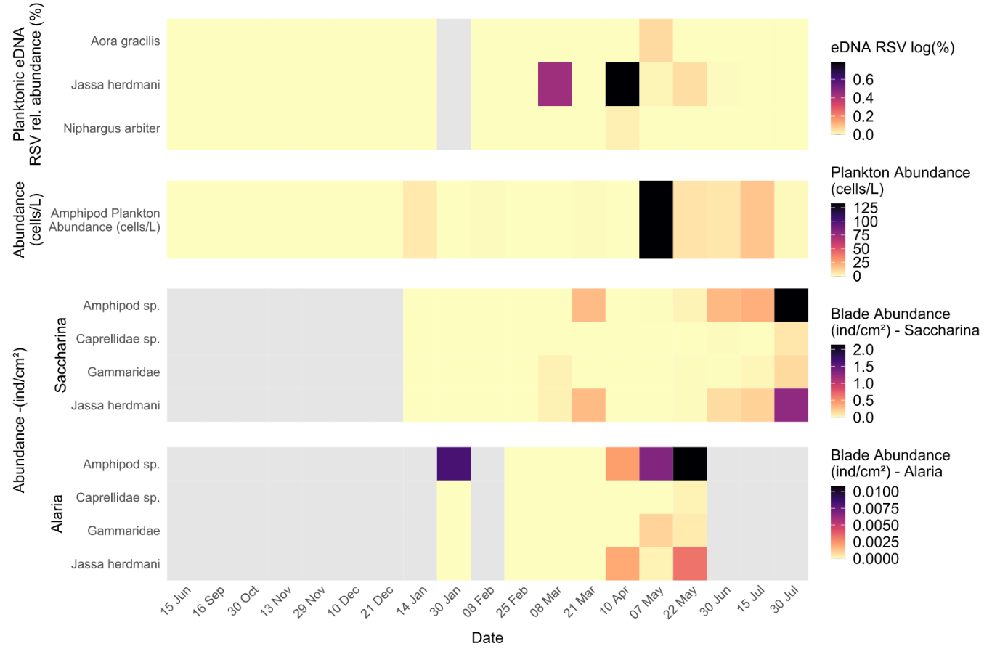 Planktonic eDNA
RSV rel. abundance (%)
Aora gracilis
Jassa herdmani
Niphargus arbiter
eDNA RSV log(%)
0.6
0.4
0.2
0.0
Abundance
(cells/L)
Amphipod Plankton
Abundance (cells/L)
Plankton Abundance
(cells/L)
125
100
75
50
25
0
Abundance -(ind/cm²)
Saccharina
Amphipod sp.
Caprellidae sp.
Gammaridae
Jassa herdmani
Blade Abundance
(ind/cm²) - Saccharina
2.0
1.5
1.0
0.5
0.0
Alaria
Amphipod sp.
Caprellidae sp.
Gammaridae
Jassa herdmani
Blade Abundance
(ind/cm²) - Alaria
0.0100
0.0075
0.0050
0.0025
0.0000
15 Jun
16 Sep
30 Oct
13 Nov
29 Nov
10 Dec
21 Dec
14 Jan
30 Jan
08 Feb
25 Feb
08 Mar
21 Mar
10 Apr
07 May
22 May
30 Jun
15 Jul
30 Jul
Date